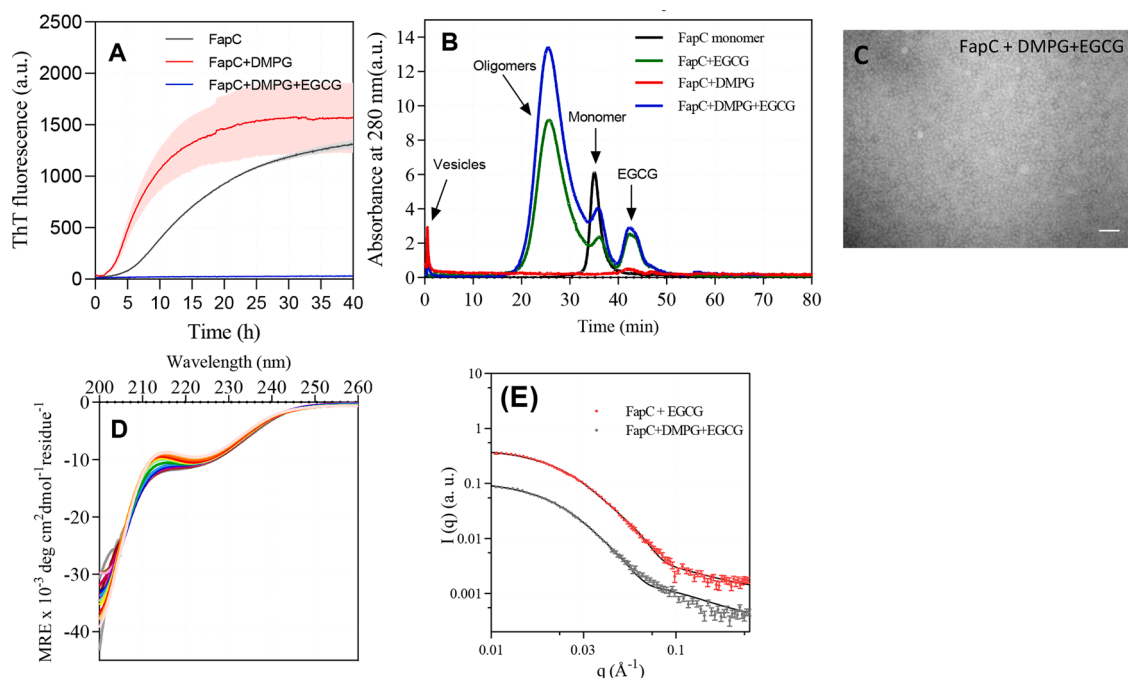 A
ThT fluorescence (a.u.)
2500
2000
1500
1000
500
0
FapC
FapC+DMPG
FapC+DMPG+EGCG
0 5 10 15 20 25 30 35 40
Time (h)
B
Absorbance at 280 nm(a.u.)
14
12
10
8
6
4
2
0
Oligomers
Vesicles
Monomer
EGCG
FapC monomer
FapC+EGCG
FapC+DMPG
FapC+DMPG+EGCG
0 10 20 30 40 50 60 70 80
Time (min)
C
FapC + DMPG+EGCG
Wavelength (nm)
200 210 220 230 240 250 260
D
MRE x 10⁻³ deg cm² dmol⁻¹ residue⁻¹
0
-10
-20
-30
-40
(E)
I (q) (a. u.)
10
1
0.1
0.01
0.001
FapC + EGCG
FapC+DMPG+EGCG
0.01 0.03 0.1
q (Å⁻¹)